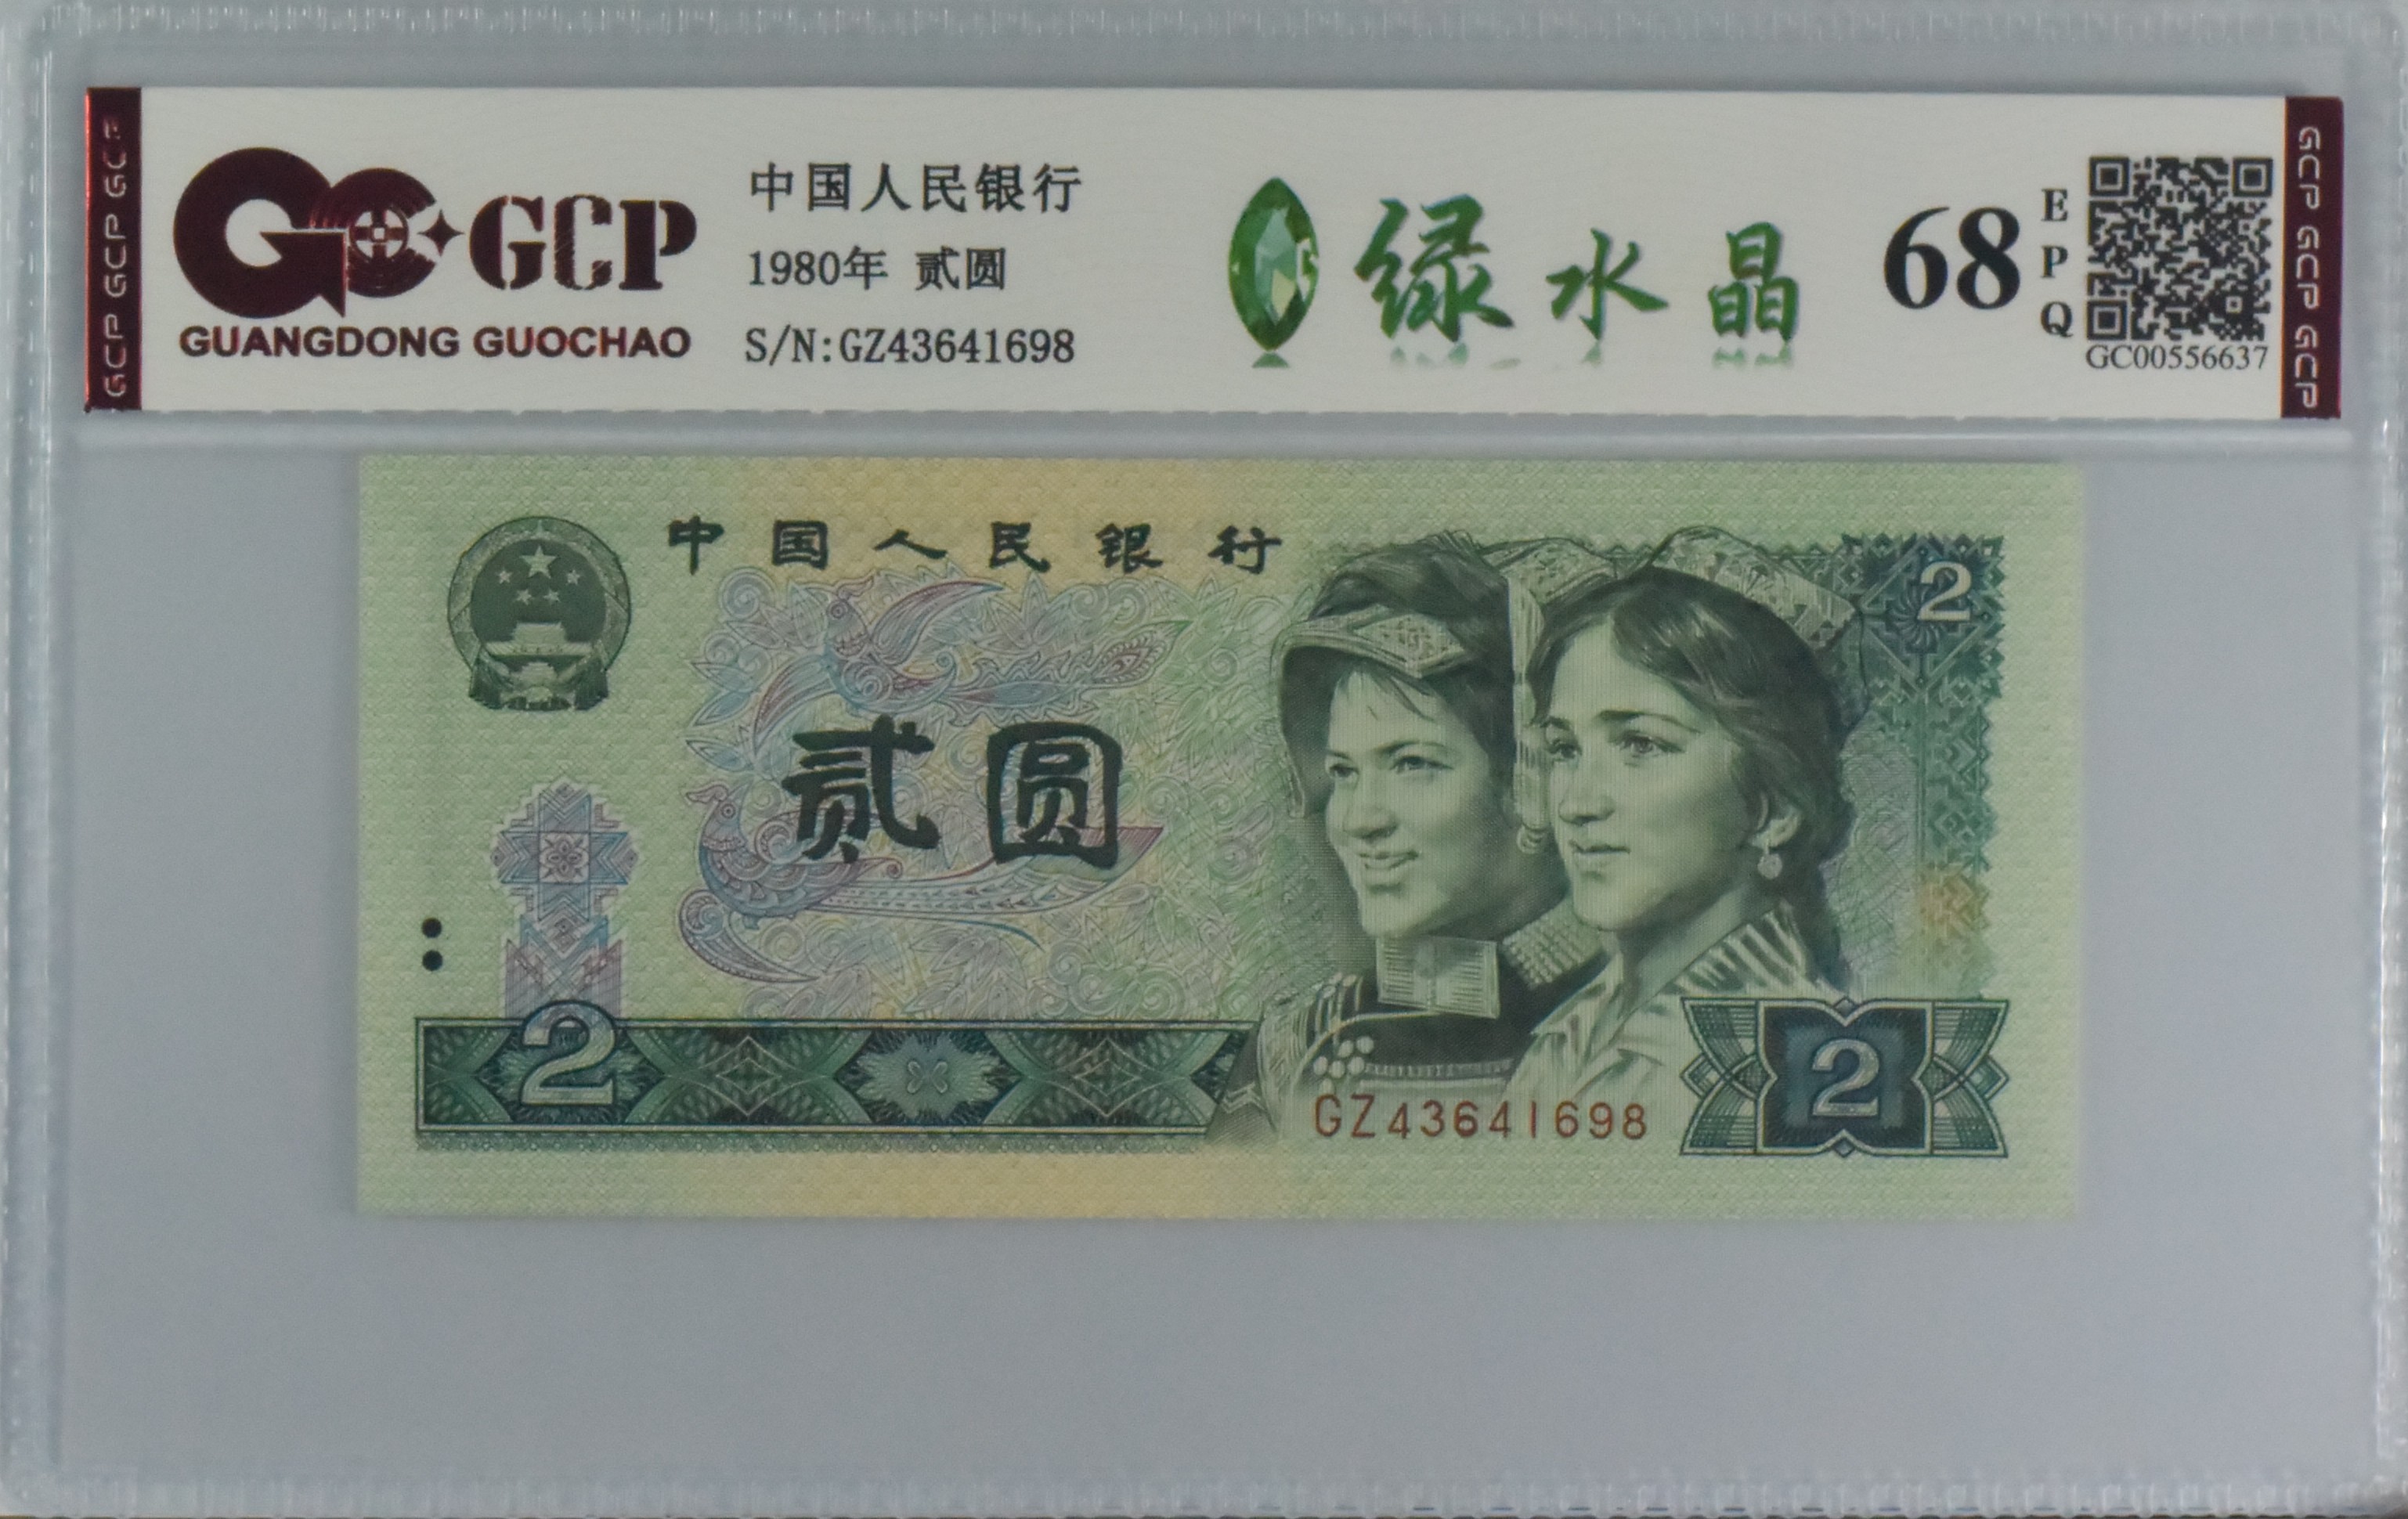 GCP GCP GCP
GCP
GUANGDONG GUOCHAO
中国人民银行
1980年 贰圆
S/N:GZ43641698
绿水晶
68
EPQ
GC00556637
GCP GCP GCP
中国人民银行
2
贰圆
2
2
GZ43641698